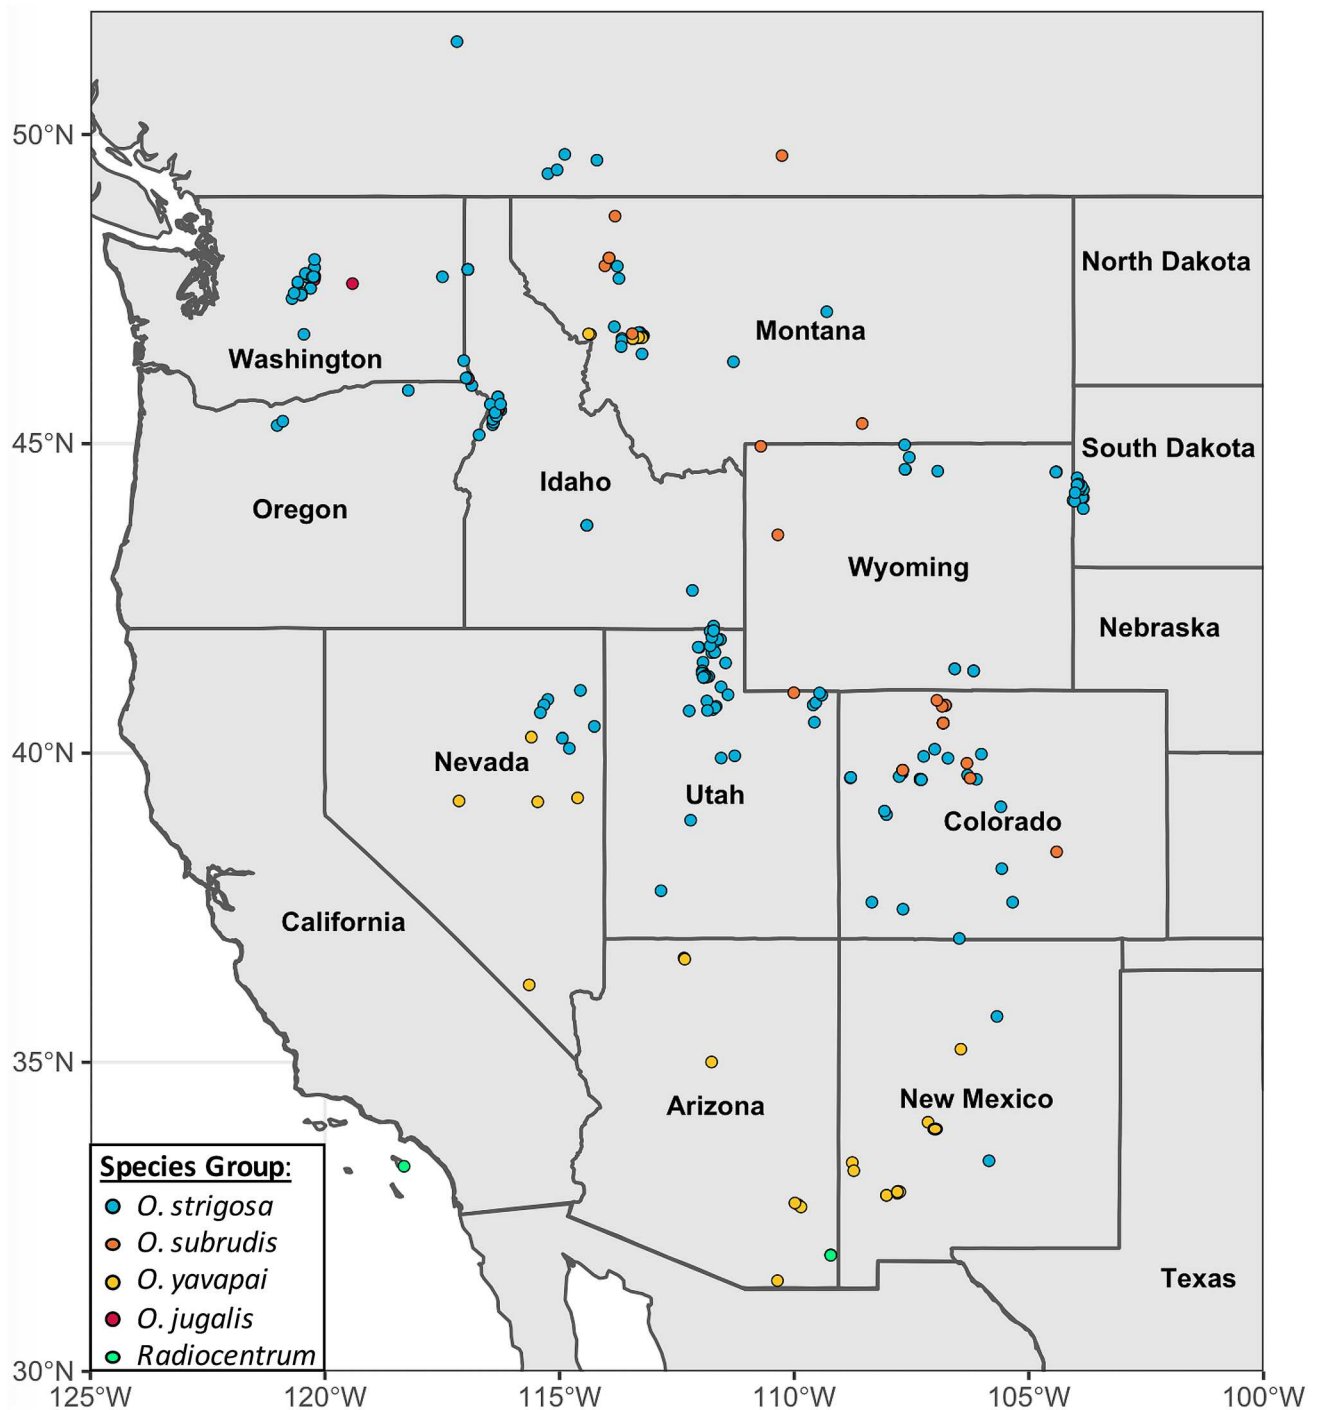 50°N
North Dakota
Montana
Washington
45°N
South Dakota
Idaho
Oregon
Wyoming
Nebraska
40°N
Nevada
Utah
Colorado
California
35°N
New Mexico
Arizona
Species Group:
O. strigosa
O. subrudis
O. yavapai
Texas
O. jugalis
Radiocentrum
30°N
125°W 120°W 115°W 110°W 105°W 100°W